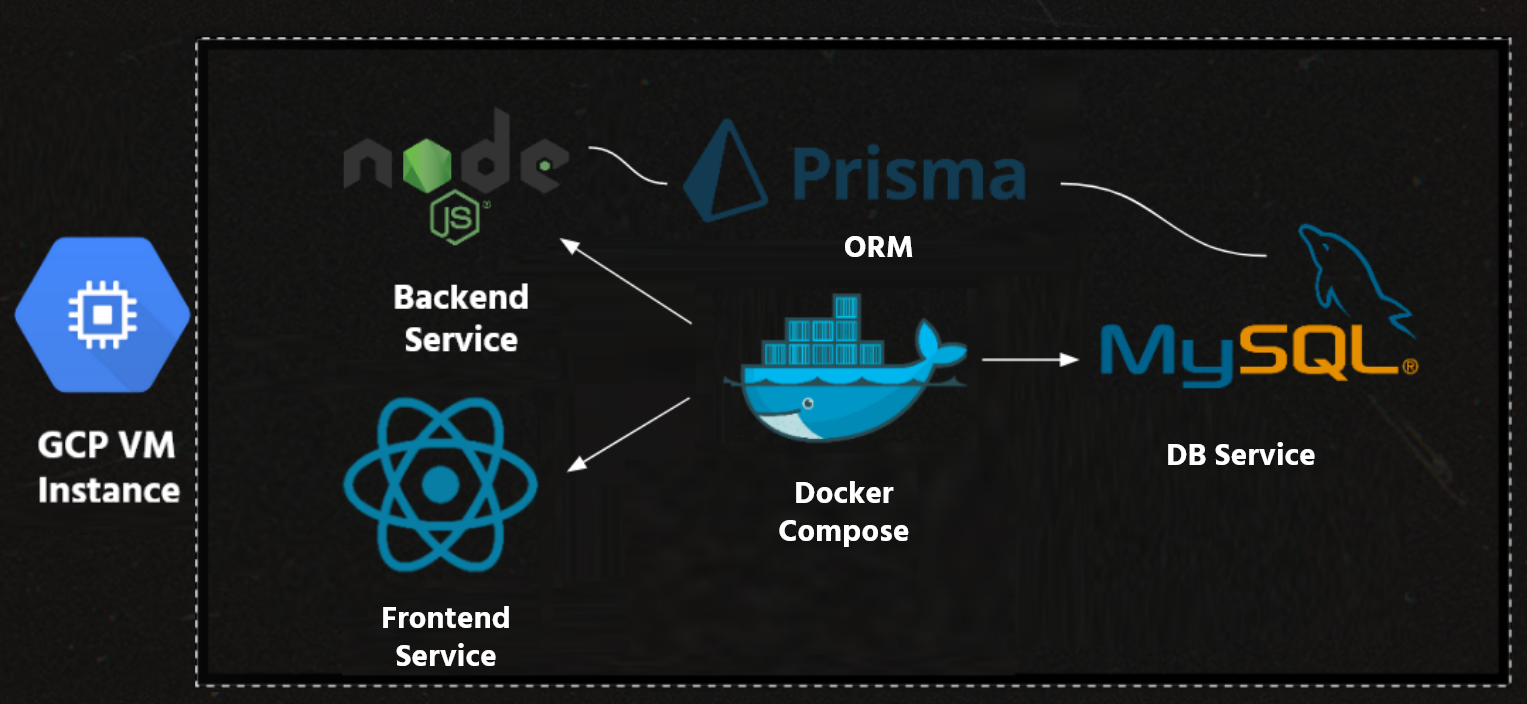 node
JS®
Prisma
ORM
Backend
Service
GCP VM
Instance
MySQL®
DB Service
Docker
Compose
Frontend
Service